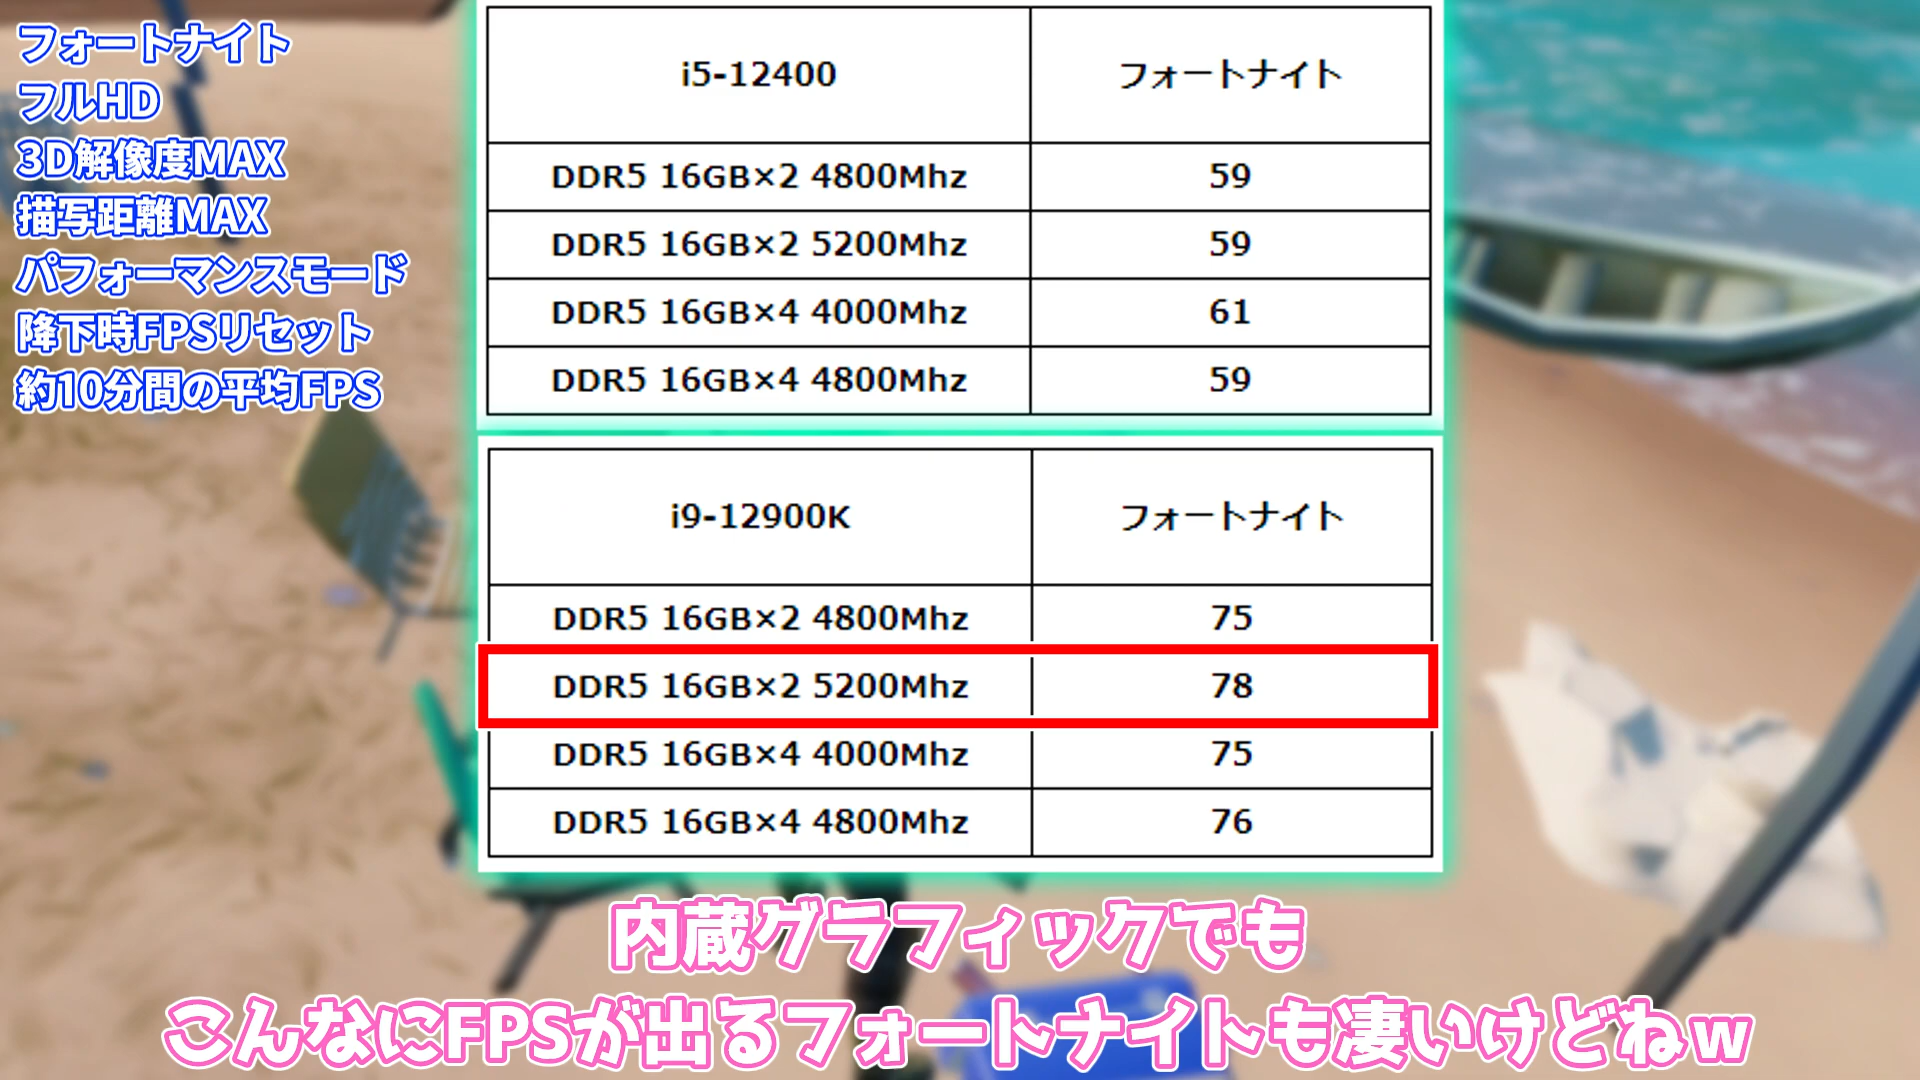 フォートナイト
フルHD
3D解像度MAX
描写距離MAX
パフォーマンスモード
降下時FPSリセット
約10分間の平均FPS
i5-12400 フォートナイト
DDR5 16GB×2 4800Mhz 59
DDR5 16GB×2 5200Mhz 59
DDR5 16GB×4 4000Mhz 61
DDR5 16GB×4 4800Mhz 59
i9-12900K フォートナイト
DDR5 16GB×2 4800Mhz 75
DDR5 16GB×2 5200Mhz 78
DDR5 16GB×4 4000Mhz 75
DDR5 16GB×4 4800Mhz 76
内蔵グラフィックでも
こんなにFPSが出るフォートナイトも凄いけどねw